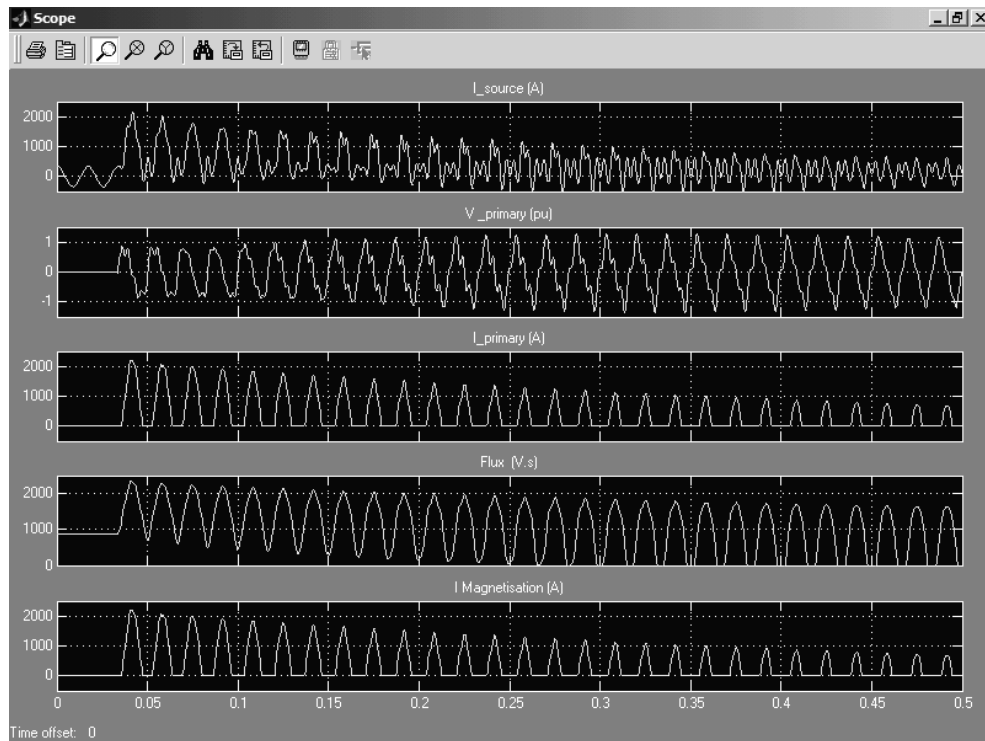 Scope
I_source (A)
2000
1000
0
V _primary (pu)
1
0
-1
I_primary (A)
2000
1000
0
Flux (V.s)
2000
1000
0
I Magnetisation (A)
2000
1000
0
0 0.05 0.1 0.15 0.2 0.25 0.3 0.35 0.4 0.45 0.5
Time offset: 0